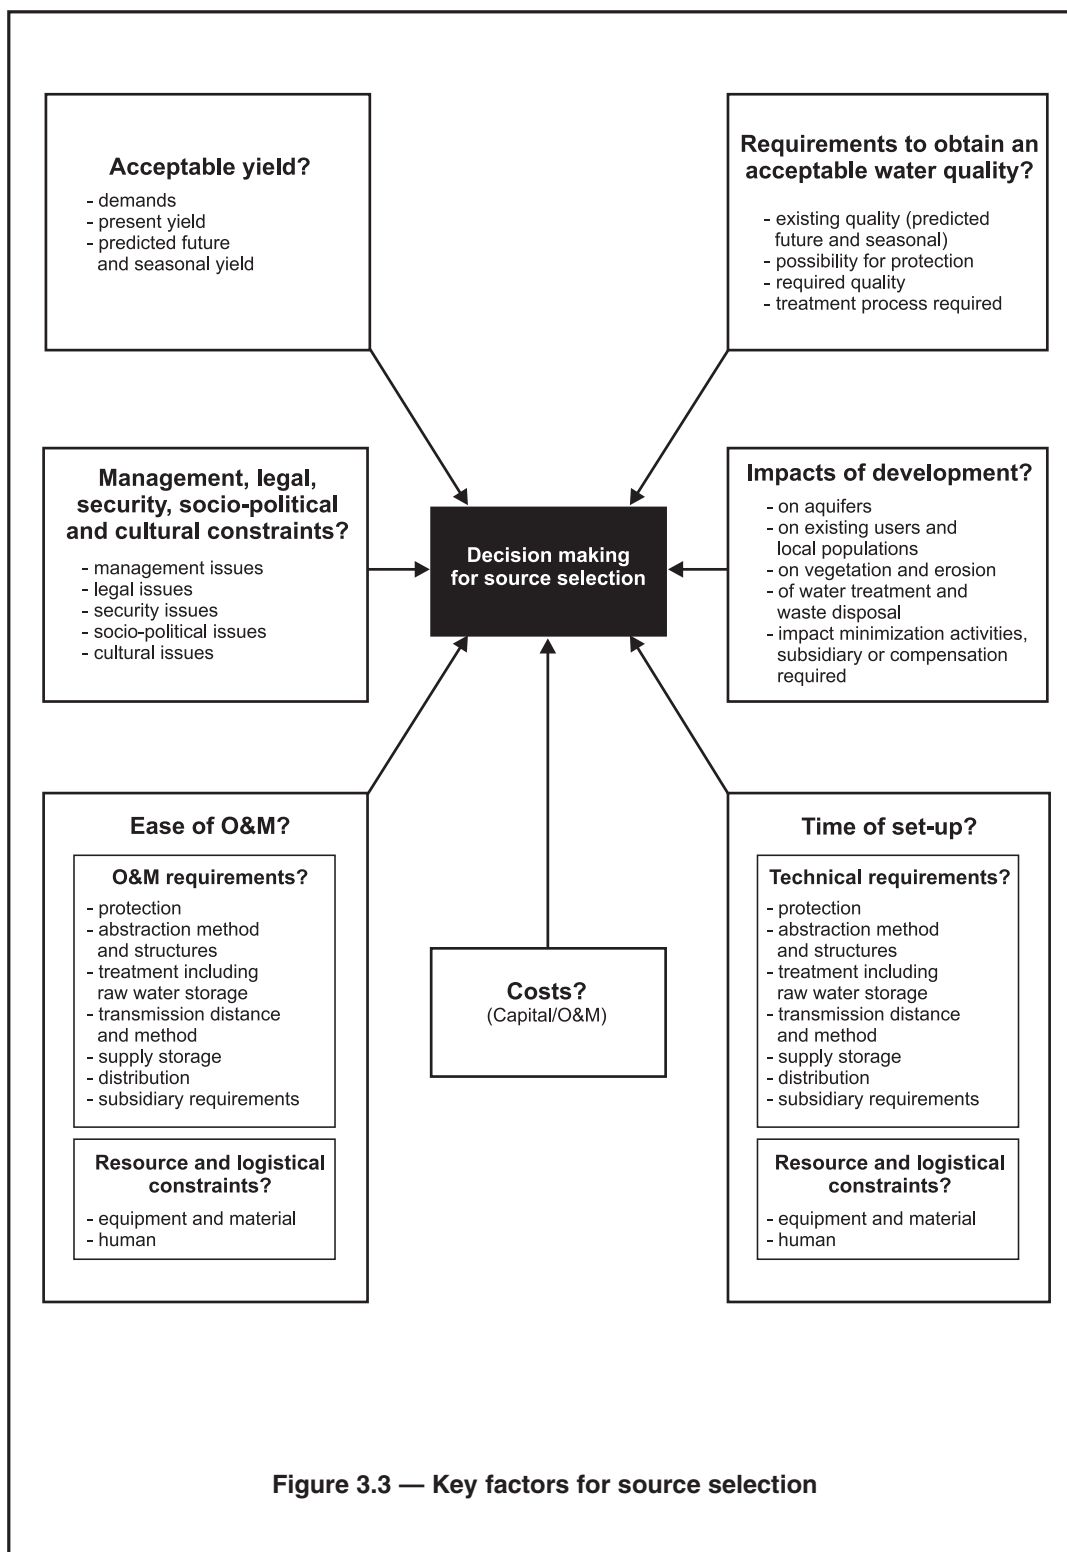 Acceptable yield?
- demands
- present yield
- predicted future
and seasonal yield
Requirements to obtain an
acceptable water quality?
- existing quality (predicted
future and seasonal)
- possibility for protection
- required quality
- treatment process required
Management, legal,
security, socio-political
and cultural constraints?
- management issues
- legal issues
- security issues
- socio-political issues
- cultural issues
Decision making
for source selection
Impacts of development?
- on aquifers
- on existing users and
local populations
- on vegetation and erosion
- of water treatment and
waste disposal
- impact minimization activities,
subsidiary or compensation
required
Ease of O&M?
O&M requirements?
- protection
- abstraction method
and structures
- treatment including
raw water storage
- transmission distance
and method
- supply storage
- distribution
- subsidiary requirements
Resource and logistical
constraints?
- equipment and material
- human
Costs?
(Capital/O&M)
Time of set-up?
Technical requirements?
- protection
- abstraction method
and structures
- treatment including
raw water storage
- transmission distance
and method
- supply storage
- distribution
- subsidiary requirements
Resource and logistical
constraints?
- equipment and material
- human
Figure 3.3 — Key factors for source selection